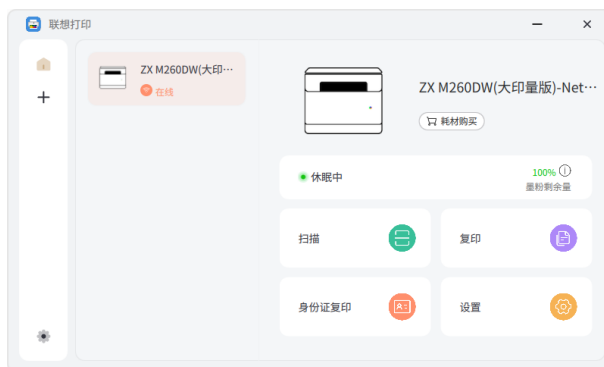 联想打印
ZX M260DW(大印···
在线
ZX M260DW(大印量版)-Net···
耗材购买
休眠中
100%
墨粉剩余量
扫描
复印
身份证复印
设置